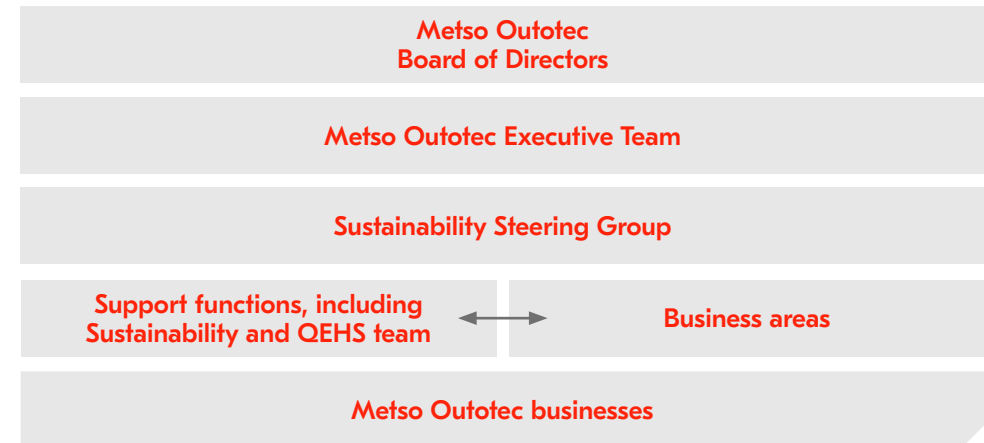 Metso Outotec
Board of Directors
Metso Outotec Executive Team
Sustainability Steering Group
Support functions, including
Sustainability and QEHS team
Business areas
Metso Outotec businesses